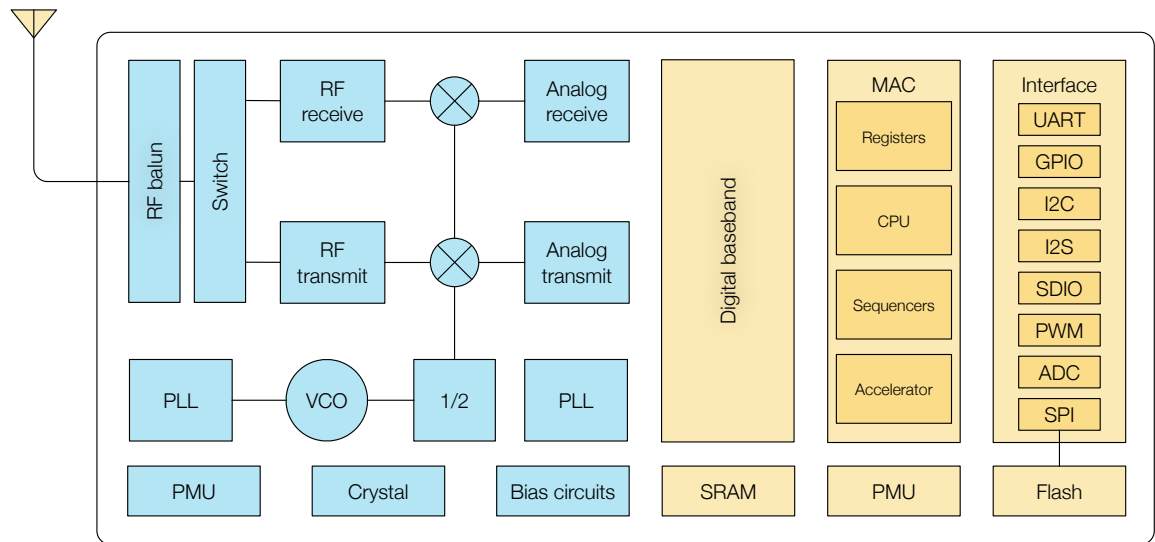 RF balun
Switch
RF
receive
Analog
receive
RF
transmit
Analog
transmit
PLL
VCO
1/2
PLL
PMU
Crystal
Bias circuits
Digital baseband
SRAM
MAC
Registers
CPU
Sequencers
Accelerator
PMU
Interface
UART
GPIO
I2C
I2S
SDIO
PWM
ADC
SPI
Flash